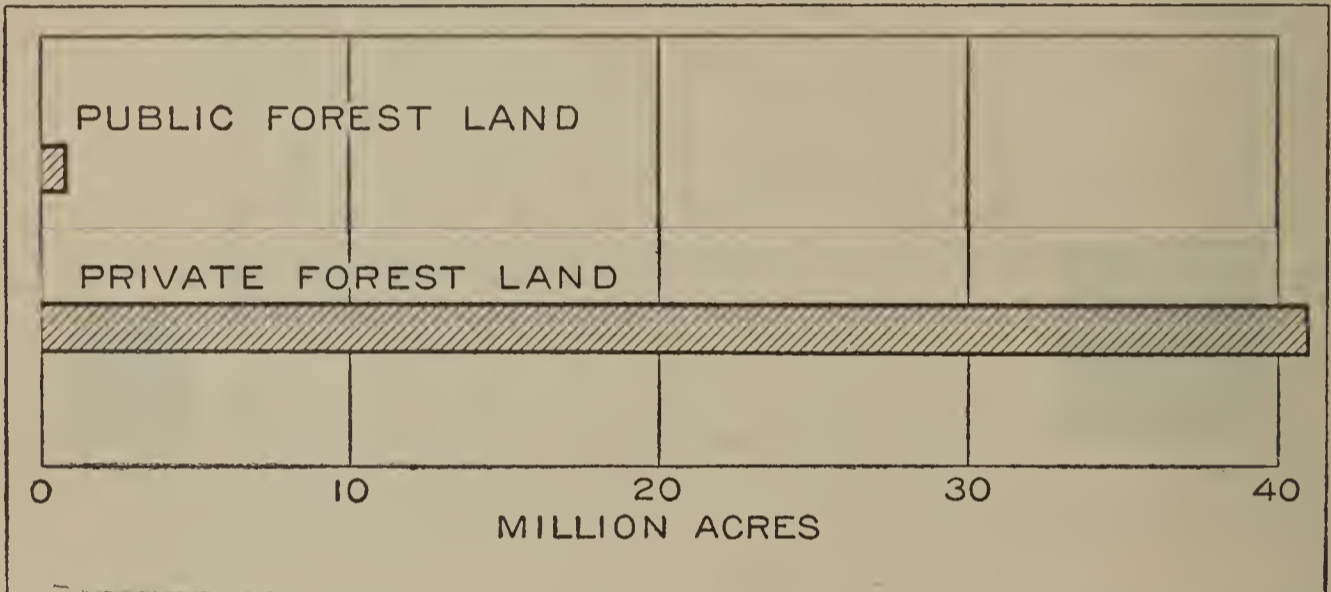 PUBLIC FOREST LAND
PRIVATE FOREST LAND
0 10 20 30 40
MILLION ACRES